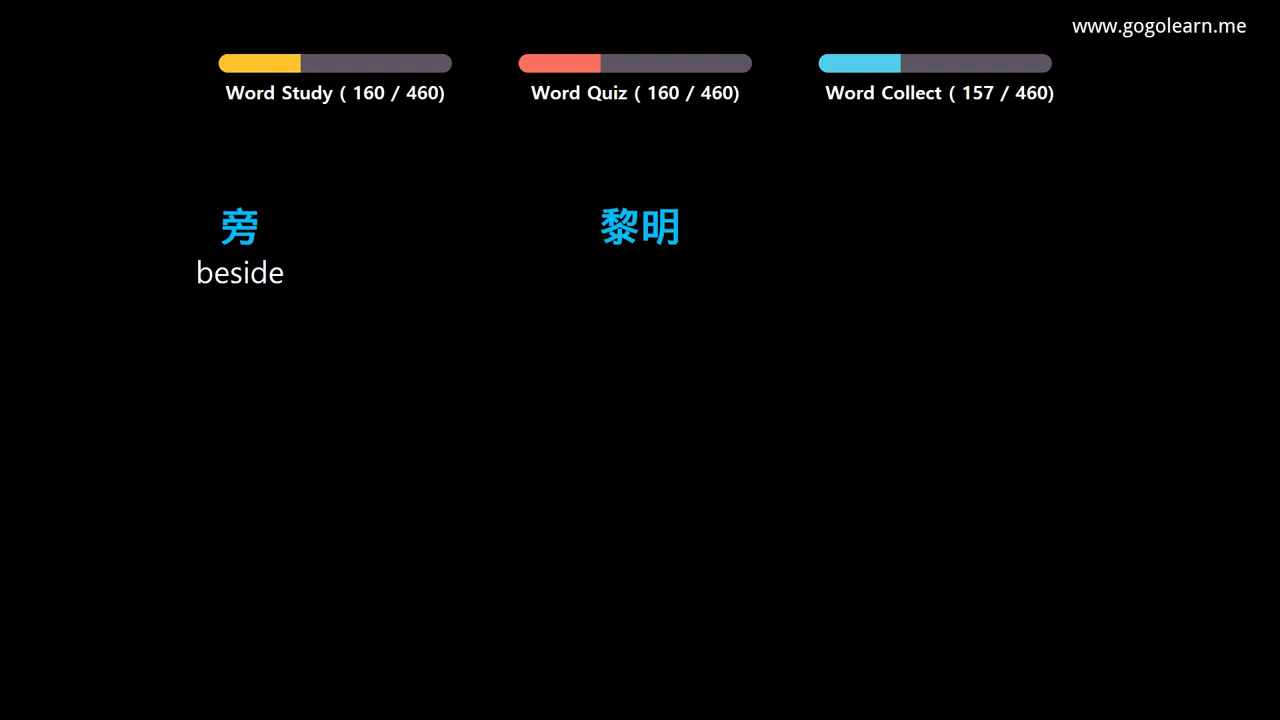 www.gogolearn.me
Word Study ( 160 / 460)
Word Quiz ( 160 / 460)
Word Collect ( 157 / 460)
旁
黎明
beside